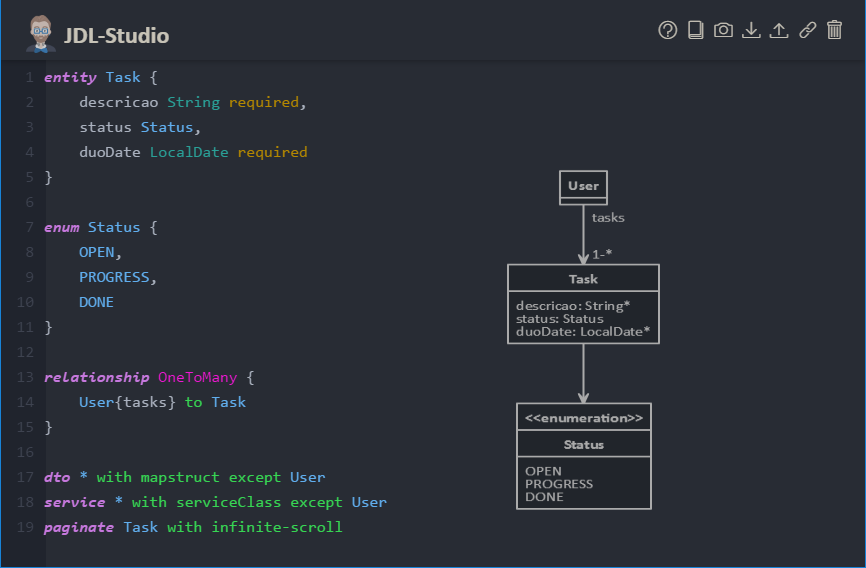 JDL-Studio
1 entity Task {
2 descricao String required,
3 status Status,
4 duoDate LocalDate required
5 }
6
7 enum Status {
8 OPEN,
9 PROGRESS,
10 DONE
11 }
12
13 relationship OneToMany {
14 User{tasks} to Task
15 }
16
17 dto * with mapstruct except User
18 service * with serviceClass except User
19 paginate Task with infinite-scroll
User
tasks
1-*
Task
descricao: String*
status: Status
duoDate: LocalDate*
<<enumeration>>
Status
OPEN
PROGRESS
DONE